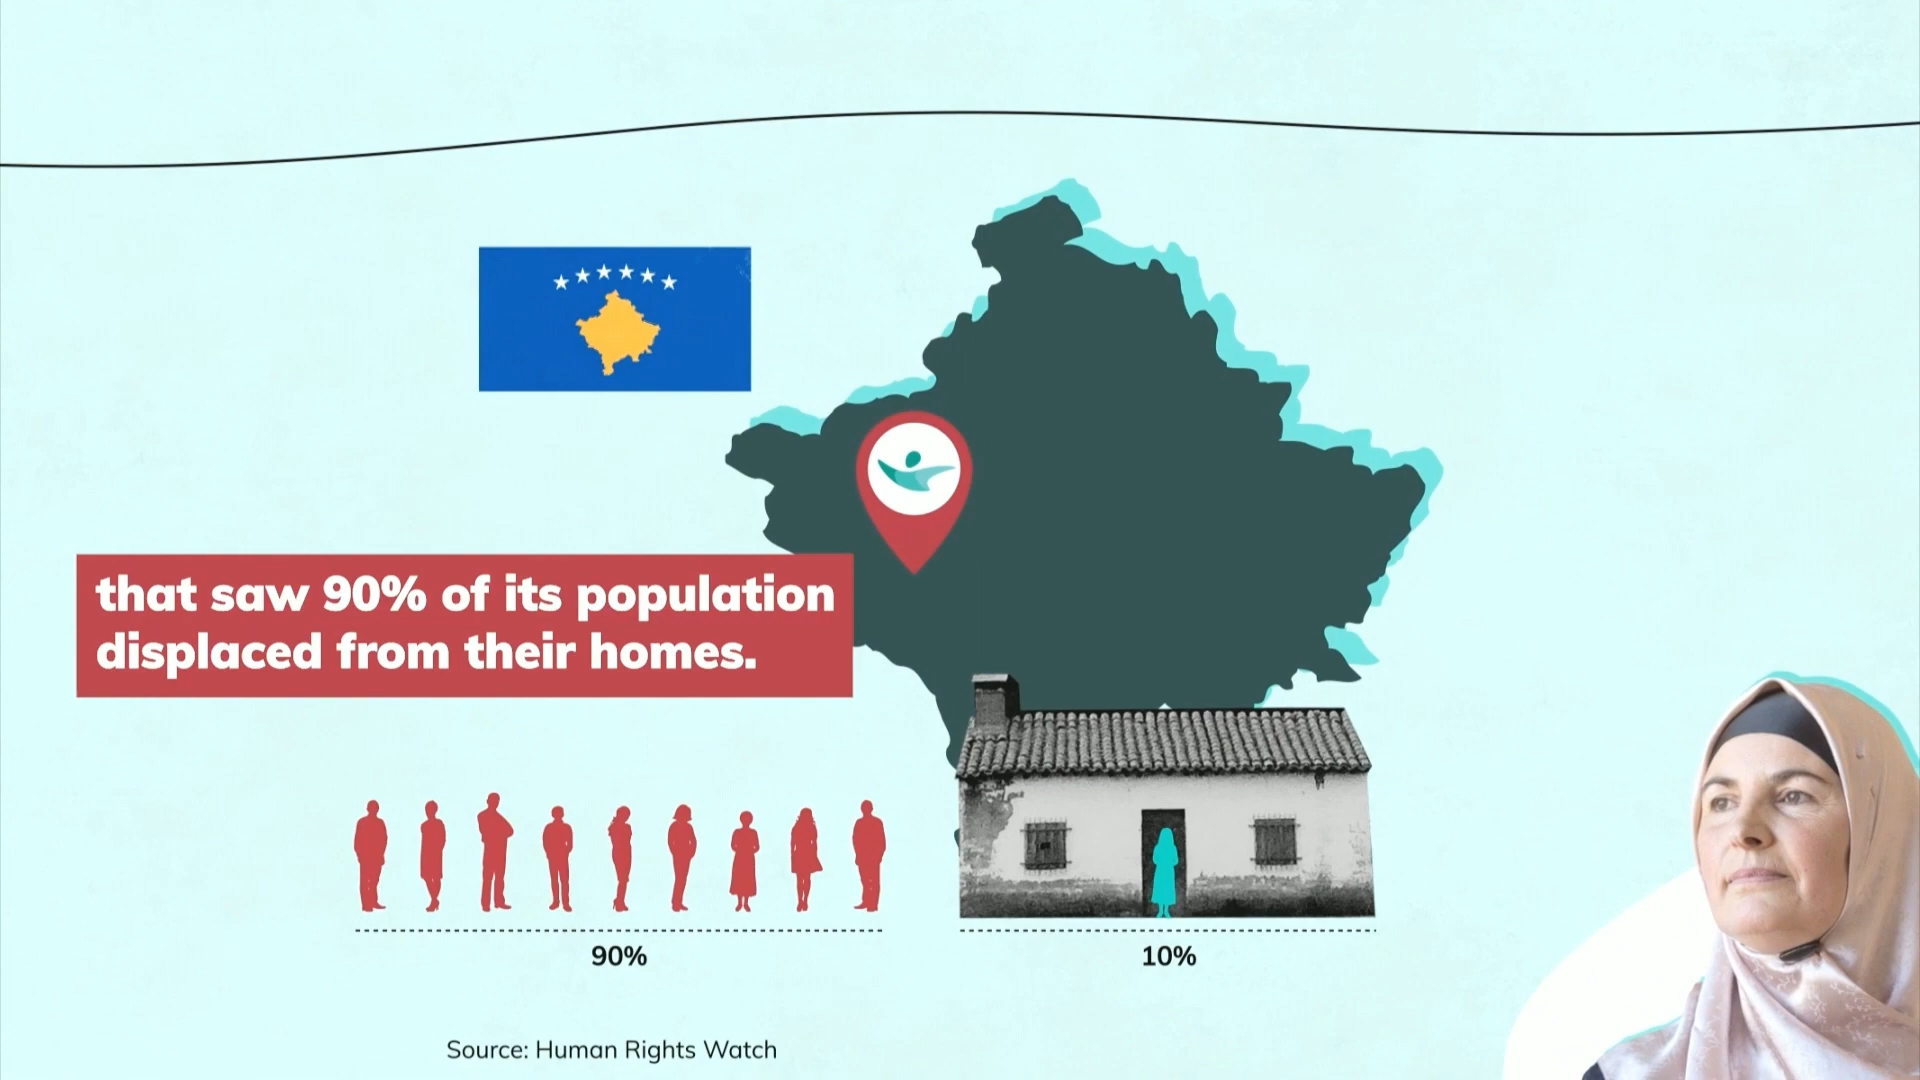 that saw 90% of its population
displaced from their homes.
90%
10%
Source: Human Rights Watch